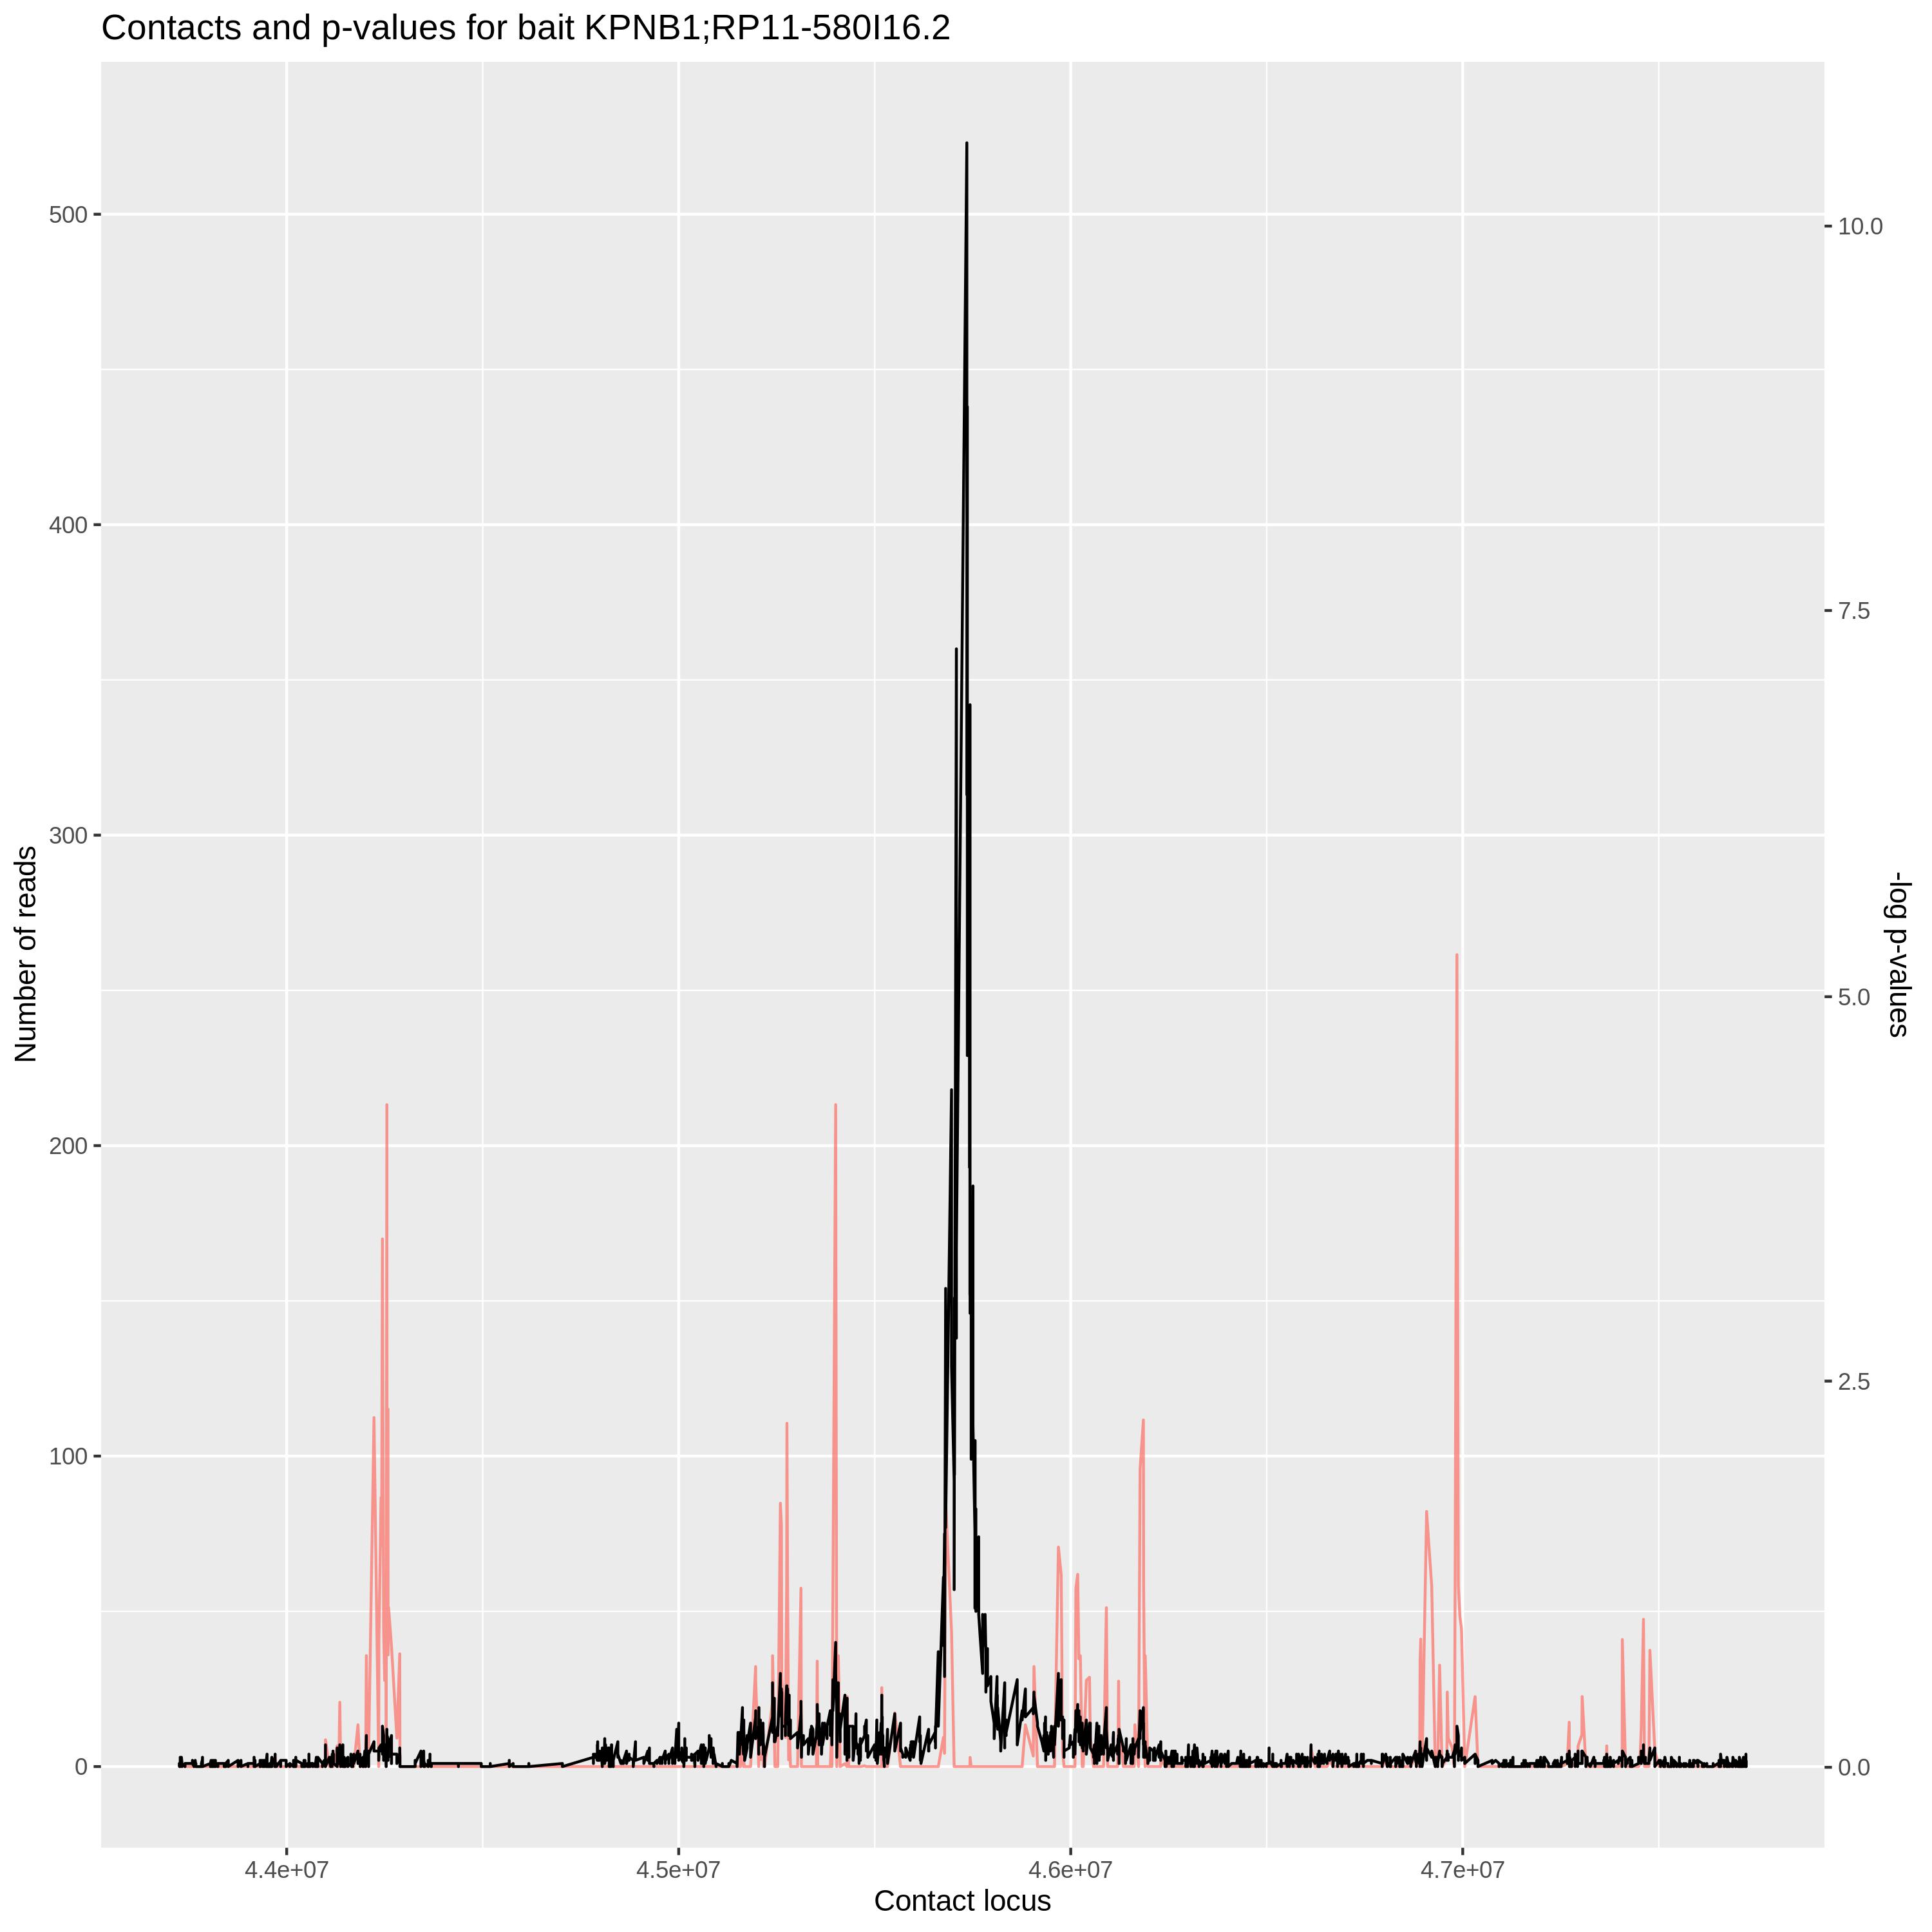 Contacts and p-values for bait KPNB1;RP11-580I16.2
500
400
300
200
100
0
Number of reads
10.0
7.5
5.0
2.5
0.0
-log p-values
4.4e+07
4.5e+07
4.6e+07
4.7e+07
Contact locus